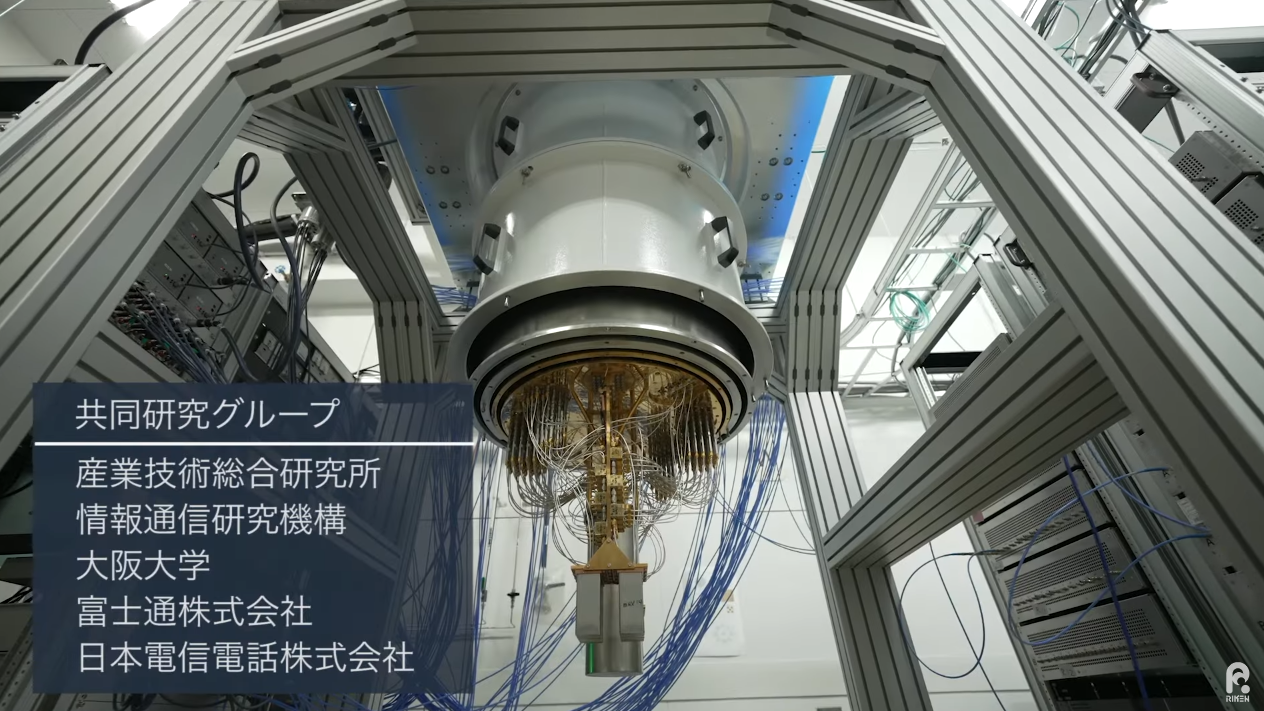 共同研究グループ
産業技術総合研究所
情報通信研究機構
大阪大学
富士通株式会社
日本電信電話株式会社
RIKEN